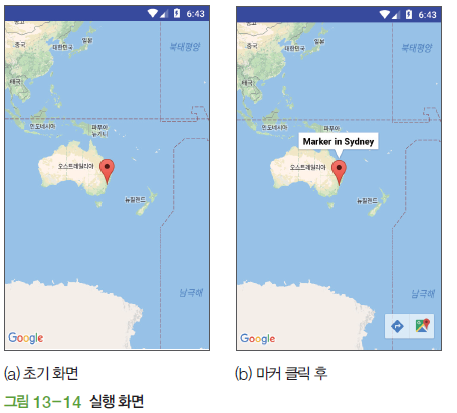 6:43
몽골
중국
대한민국
일본
북태평양
태국
인도네시아
파푸아
뉴기니
오스트레일리아
뉴질랜드
남극해
Google
(a) 초기 화면
6:43
몽골
중국
대한민국
일본
북태평양
태국
인도네시아
파푸아
Marker in Sydney
오스트레일리아
뉴질랜드
남극해
Google
(b) 마커 클릭 후
그림 13-14 실행 화면